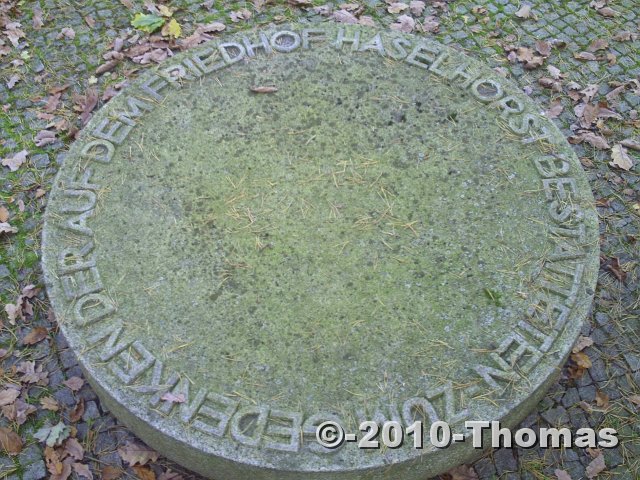 ZUM GEDENKEN DER AUF DEM FRIEDHOF HASELHORST BESTATTETEN
©-2010-Thomas